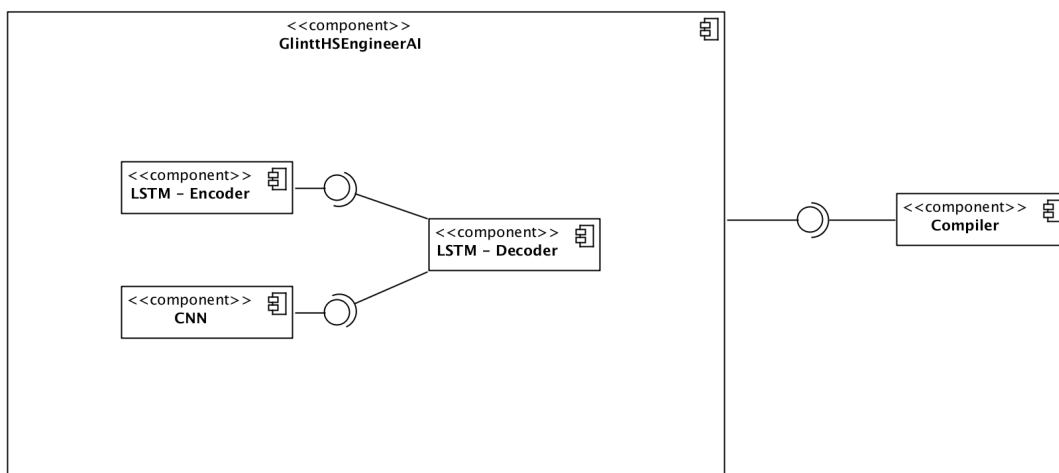 <<component>>
GlinttHSEngineerAI
<<component>>
LSTM - Encoder
<<component>>
LSTM - Decoder
<<component>>
CNN
<<component>>
Compiler